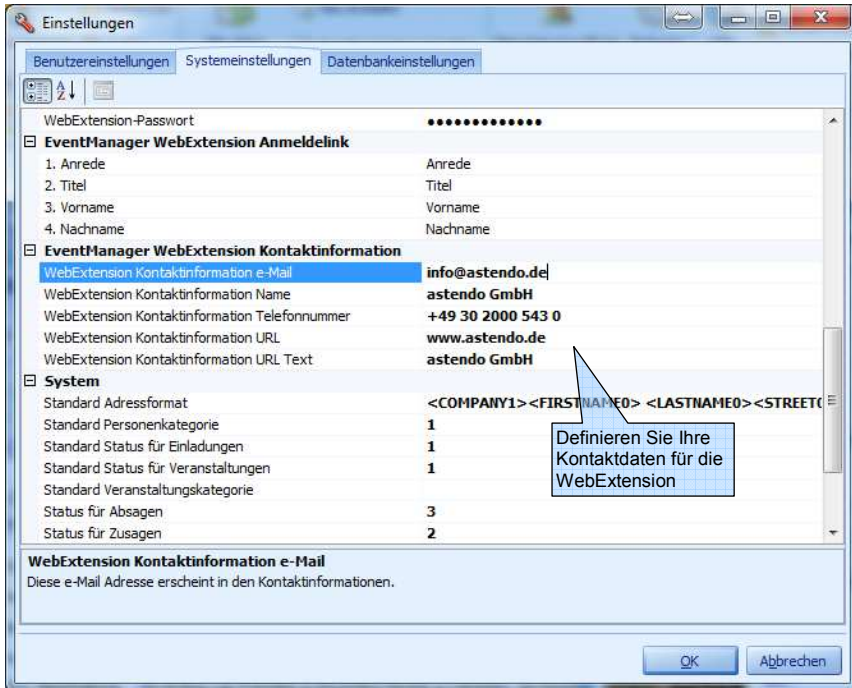 Einstellungen
Benutzereinstellungen Systemeinstellungen Datenbankeinstellungen
WebExtension-Passwort ●●●●●●●●●●●●●
EventManager WebExtension Anmeldelink
1. Anrede Anrede
2. Titel Titel
3. Vorname Vorname
4. Nachname Nachname
EventManager WebExtension Kontaktinformation
WebExtension Kontaktinformation e-Mail info@astendo.de
WebExtension Kontaktinformation Name astendo GmbH
WebExtension Kontaktinformation Telefonnummer +49 30 2000 543 0
WebExtension Kontaktinformation URL www.astendo.de
WebExtension Kontaktinformation URL Text astendo GmbH
System
Standard Adressformat <COMPANY1><FIRSTNAME0> <LASTNAME0><STREET
Standard Personenkategorie 1
Standard Status für Einladungen 1
Standard Status für Veranstaltungen 1
Standard Veranstaltungskategorie
Status für Absagen 3
Status für Zusagen 2
Definieren Sie Ihre
Kontaktdaten für die
WebExtension
WebExtension Kontaktinformation e-Mail
Diese e-Mail Adresse erscheint in den Kontaktinformationen.
OK Abbrechen